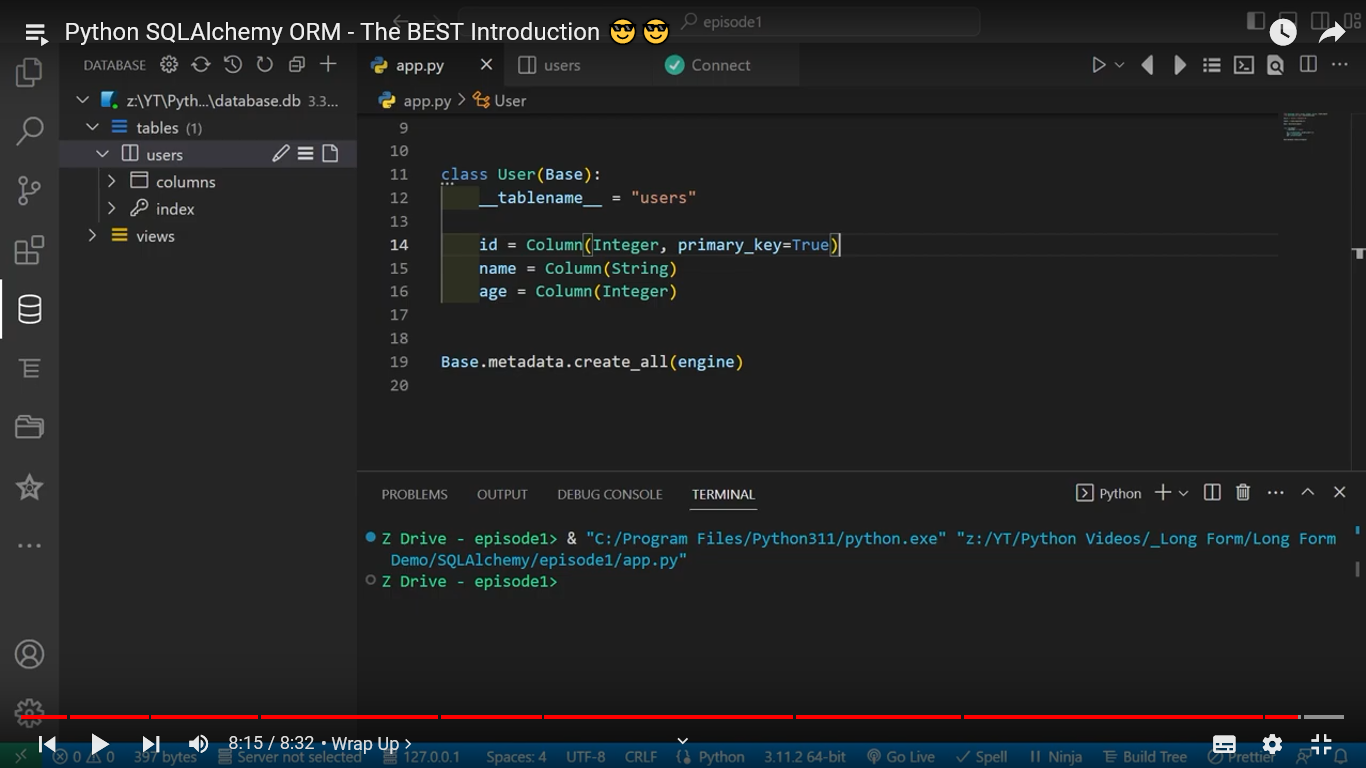 Python SQLAlchemy ORM - The BEST Introduction 😎 😎
episode1
DATABASE
app.py
users
Connect
z:\YT\Pyth...\database.db 3.3...
app.py > User
tables (1)
users
columns
index
views
9
10
11 class User(Base):
12 __tablename__ = "users"
13
14 id = Column(Integer, primary_key=True)
15 name = Column(String)
16 age = Column(Integer)
17
18
19 Base.metadata.create_all(engine)
20
PROBLEMS OUTPUT DEBUG CONSOLE TERMINAL
Python
Z Drive - episode1> & "C:/Program Files/Python311/python.exe" "z:/YT/Python Videos/_Long Form/Long Form
Demo/SQLAlchemy/episode1/app.py"
Z Drive - episode1>
8:15 / 8:32 • Wrap Up >
0 0 397 bytes Server not selected 127.0.0.1 Spaces: 4 UTF-8 CRLF {} Python 3.11.2 64-bit Go Live Spell Ninja Build Tree Prettier